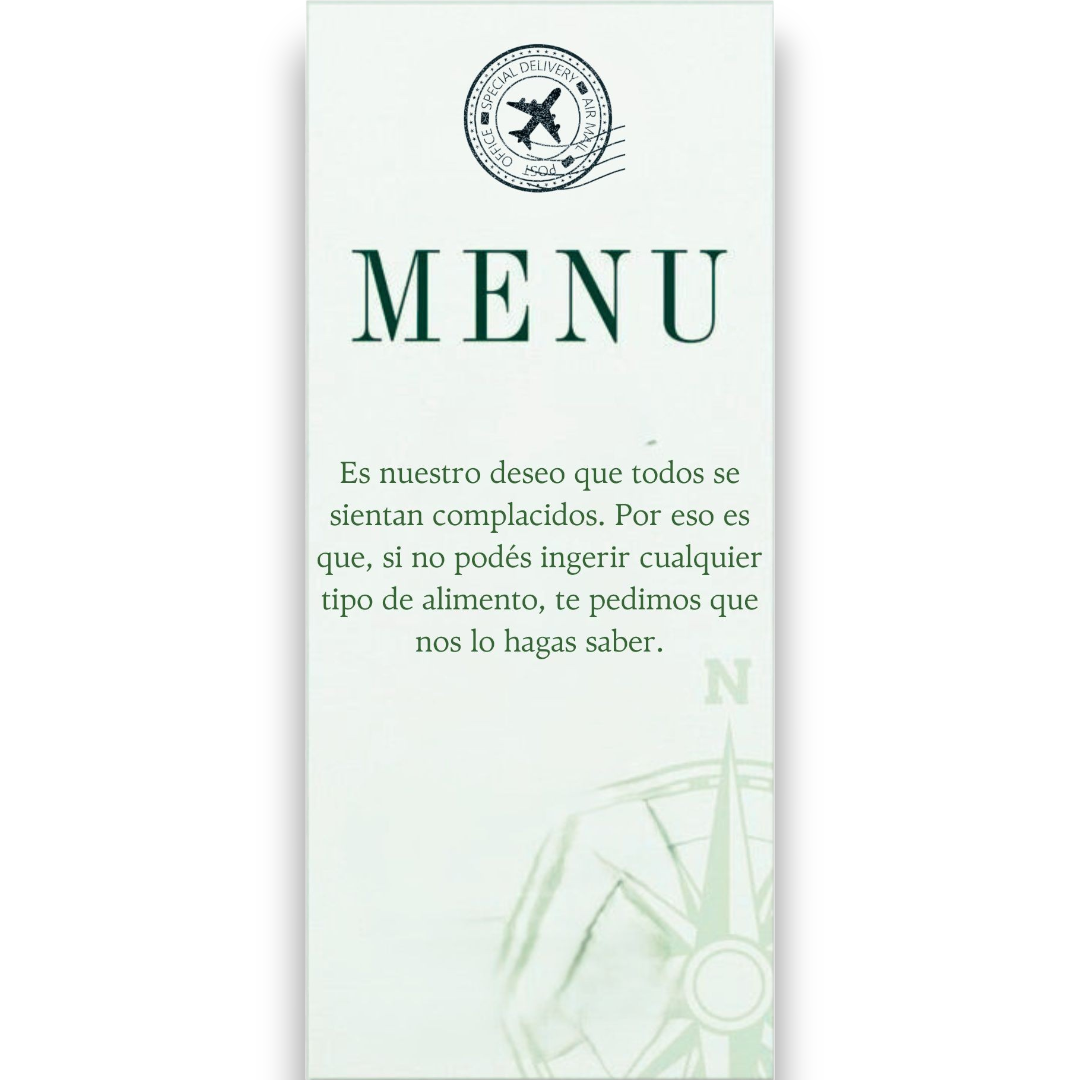 SPECIAL DELIVERY
AIR MAIL
POST
OFFICE
MENU
Es nuestro deseo que todos se
sientan complacidos. Por eso es
que, si no podés ingerir cualquier
tipo de alimento, te pedimos que
nos lo hagas saber.
N